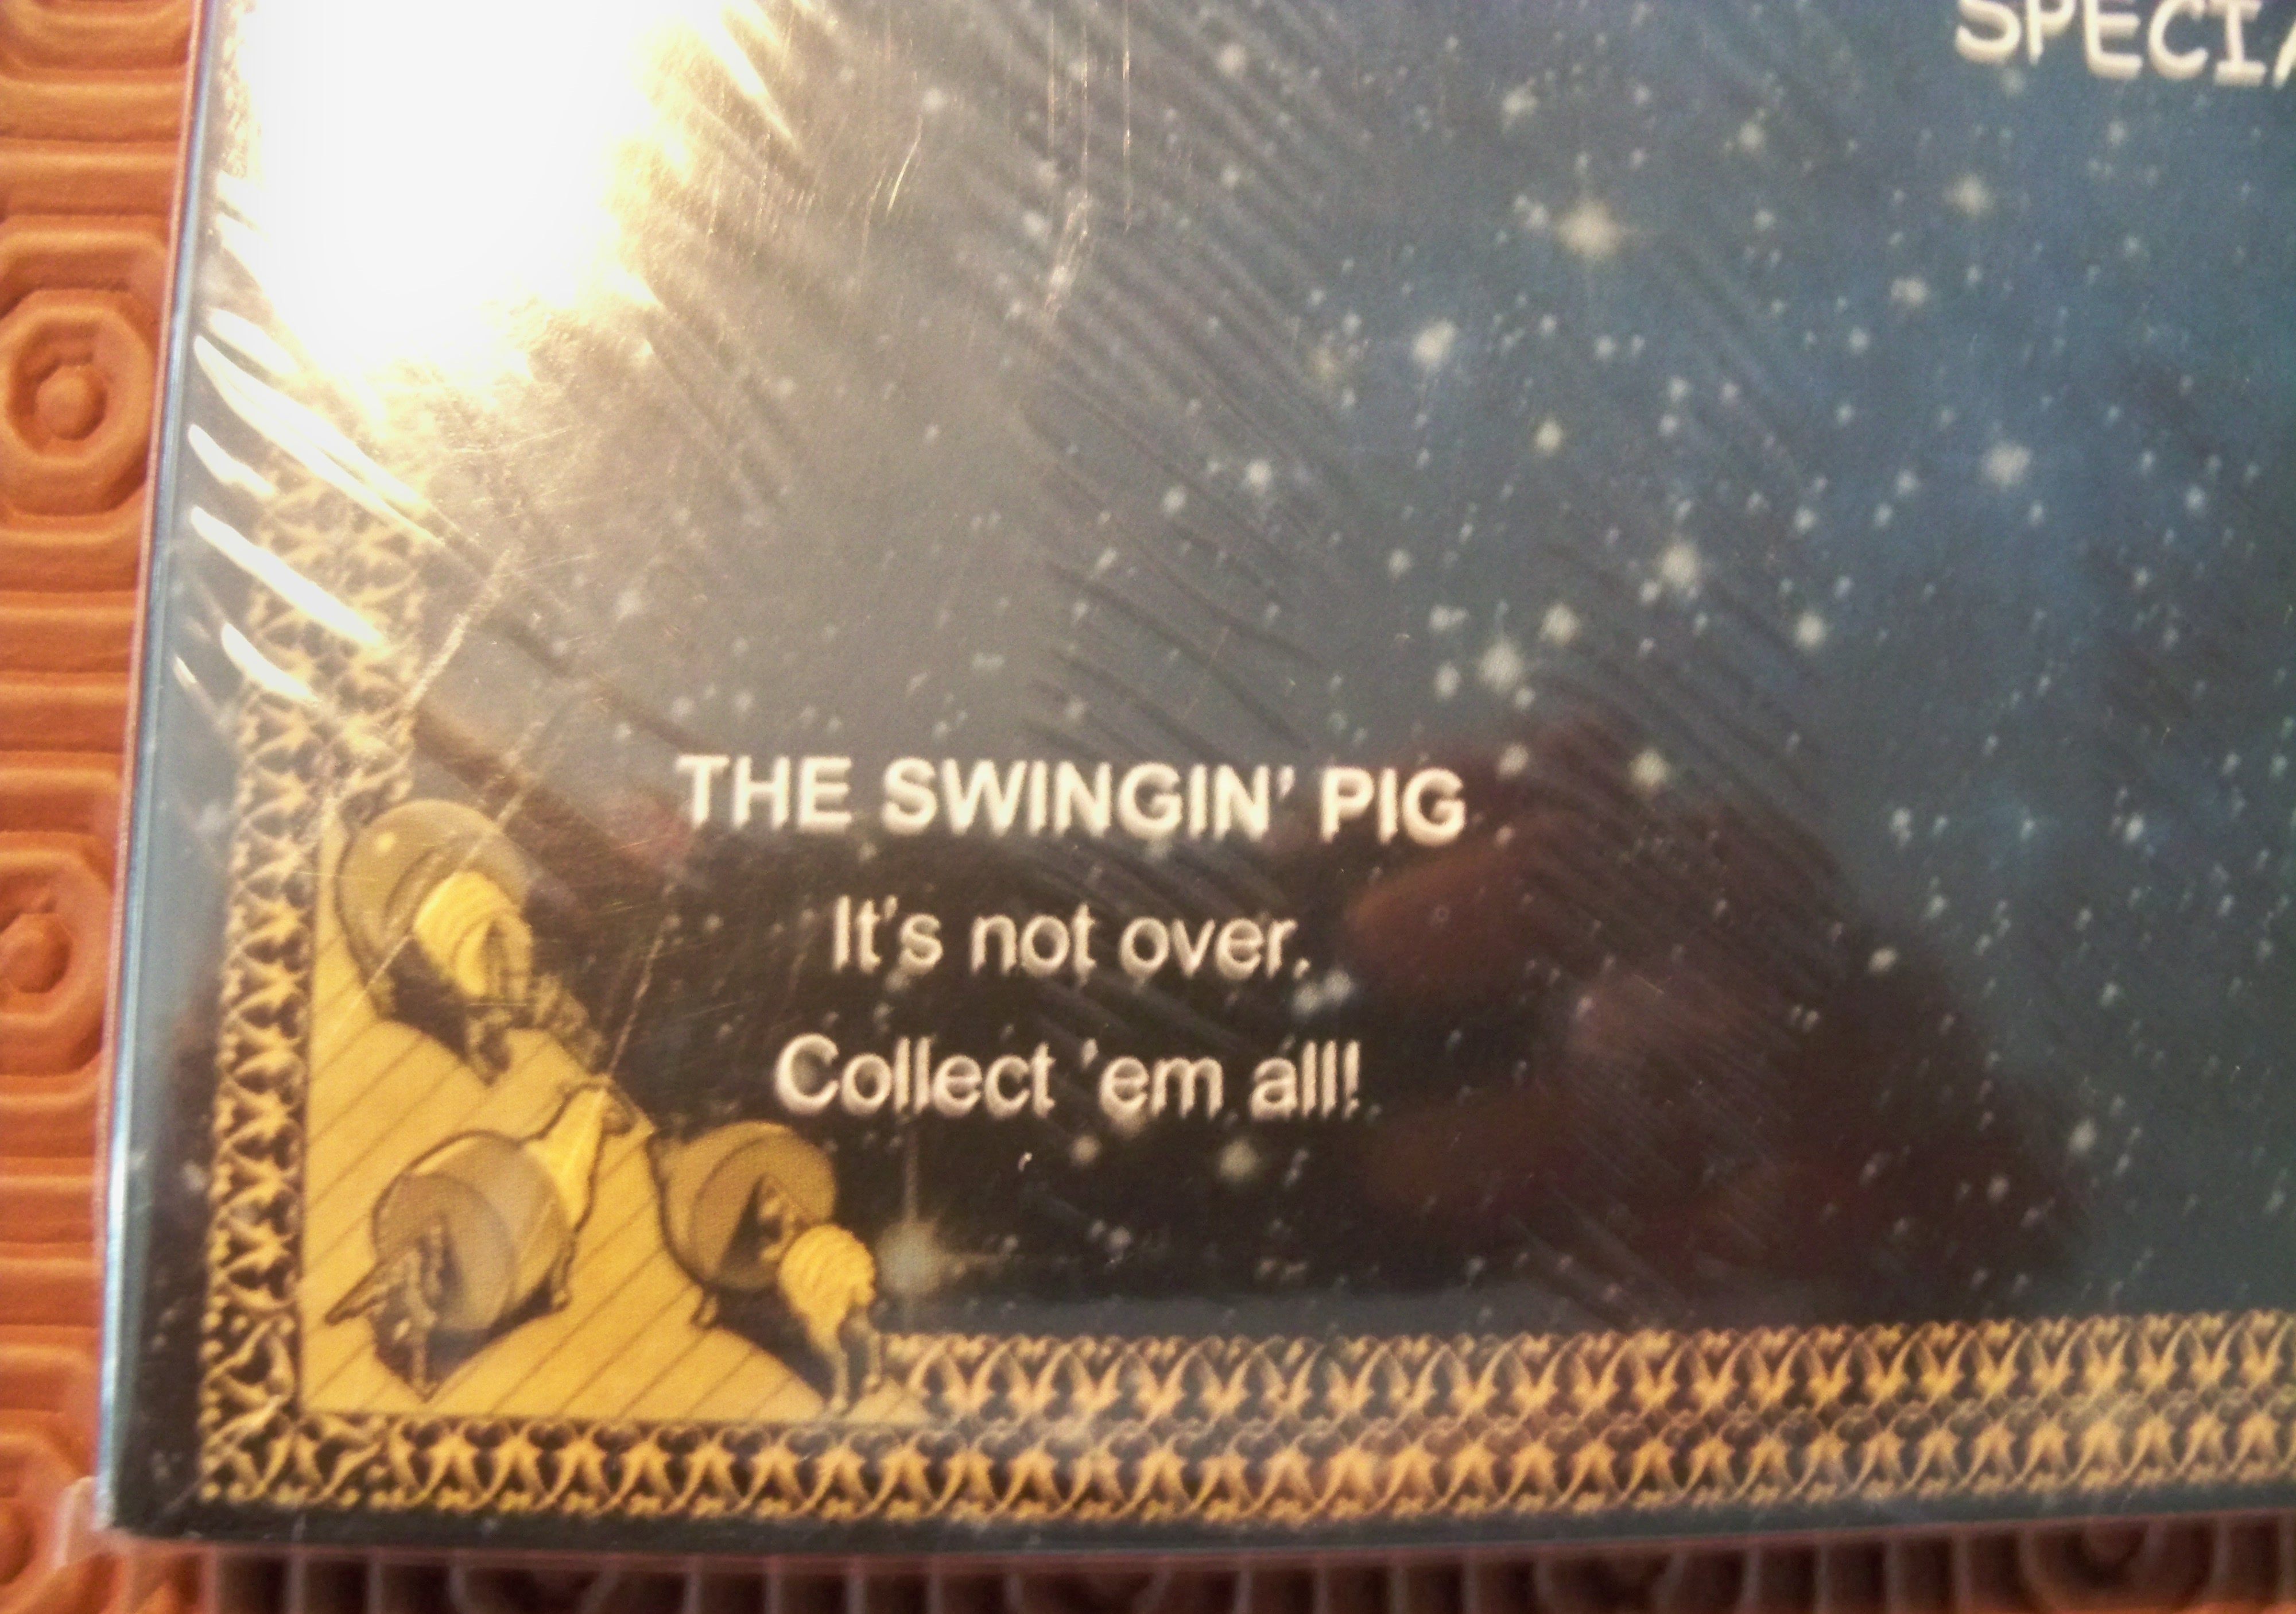 THE SWINGIN' PIG
It's not over.
Collect 'em all!